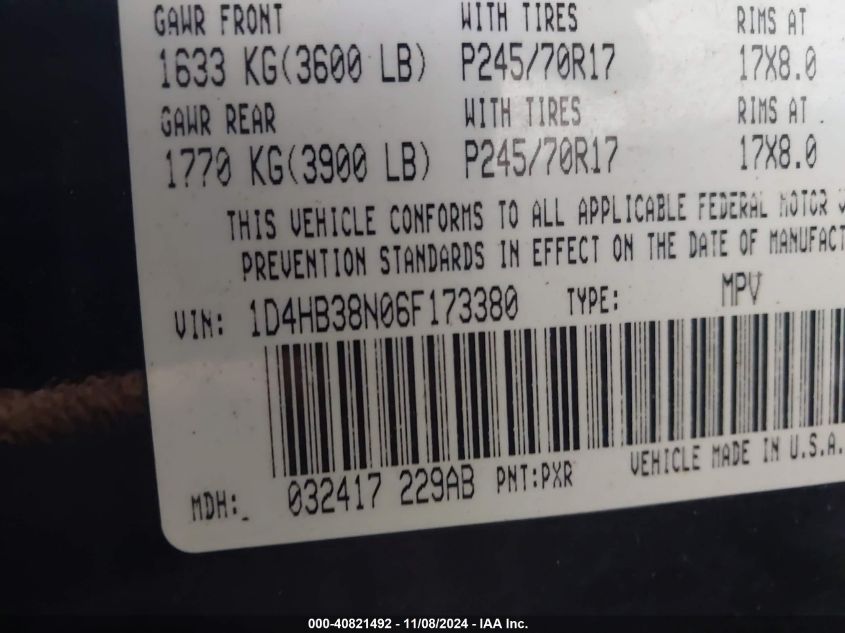 GAWR FRONT WITH TIRES RIMS AT
1633 KG(3600 LB) P245/70R17 17X8.0
GAWR REAR WITH TIRES RIMS AT
1770 KG(3900 LB) P245/70R17 17X8.0
THIS VEHICLE CONFORMS TO ALL APPLICABLE FEDERAL MOTOR
PREVENTION STANDARDS IN EFFECT ON THE DATE OF MANUFACT
VIN: 1D4HB38N06F173380 TYPE: MPV
VEHICLE MADE IN U.S.A.
MDH: 032417 229AB PNT:PXR
000-40821492 - 11/08/2024 - IAA Inc.